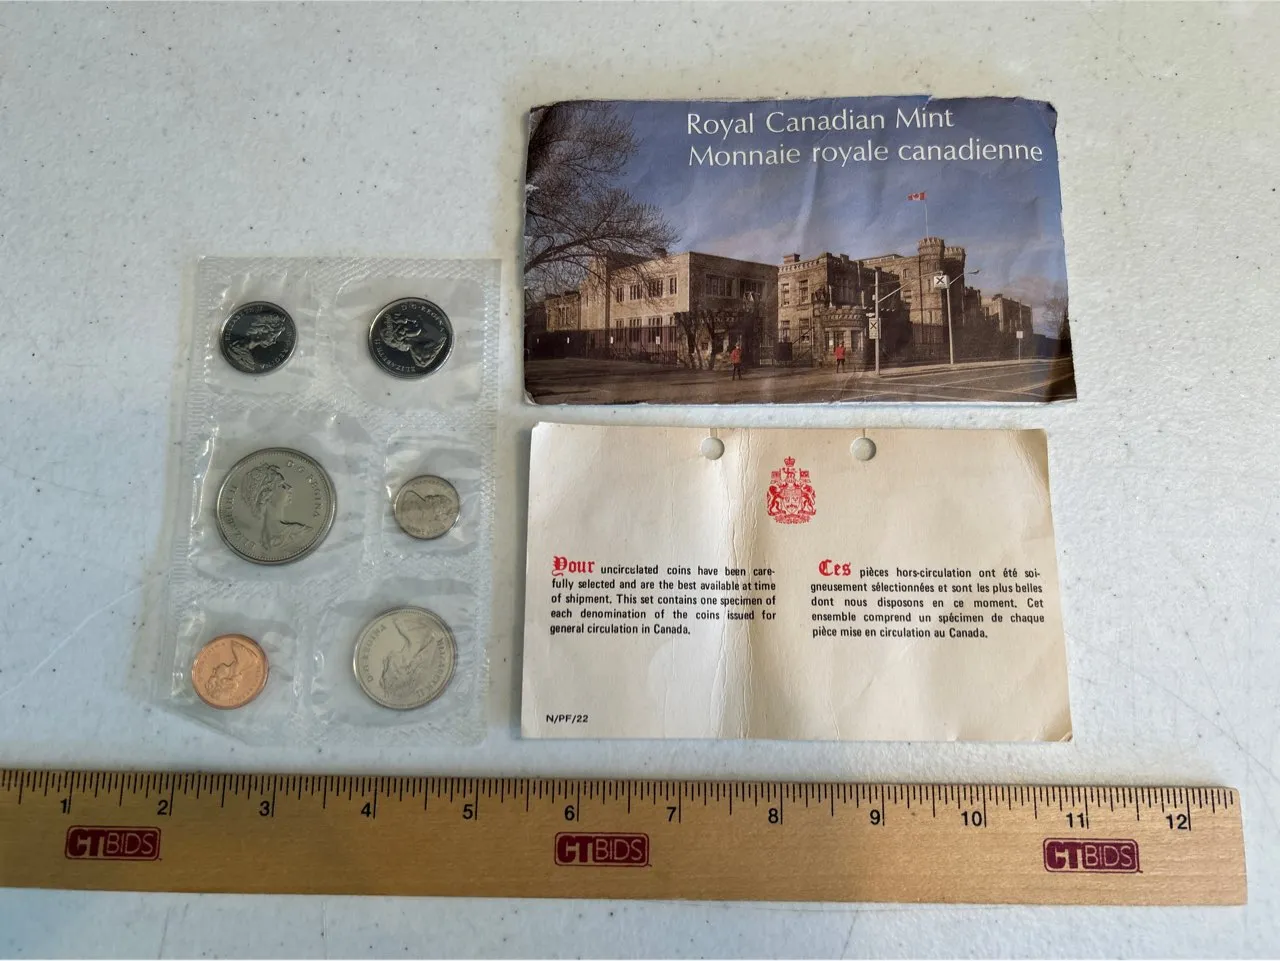 Royal Canadian Mint
Monnaie royale canadienne
Your uncirculated coins have been care-
fully selected and are the best available at time
of shipment. This set contains one specimen of
each denomination of the coins issued for
general circulation in Canada.
Ces pièces hors-circulation ont été soi-
gneusement sélectionnées et sont les plus belles
dont nous disposons en ce moment. Cet
ensemble comprend un spécimen de chaque
pièce mise en circulation au Canada.
N/PF/22
ELIZABETH II D·G·REGINA
1 2 3 4 5 6 7 8 9 10 11 12
CTBIDS CTBIDS CTBIDS